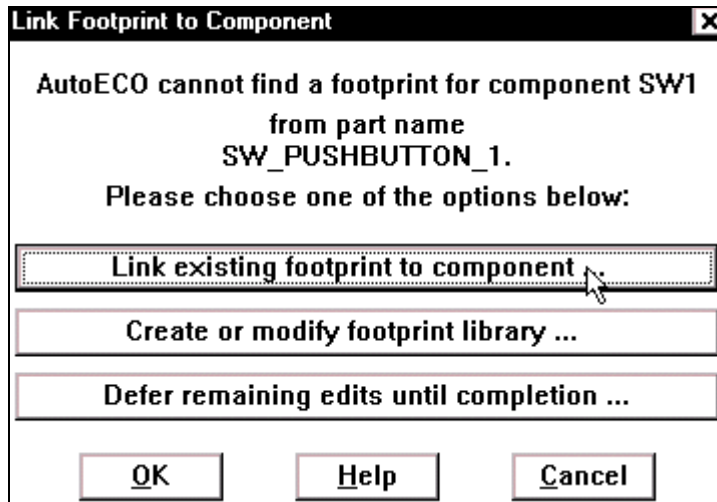 Link Footprint to Component
AutoECO cannot find a footprint for component SW1
from part name
SW_PUSHBUTTON_1.
Please choose one of the options below:
Link existing footprint to component ...
Create or modify footprint library ...
Defer remaining edits until completion ...
OK Help Cancel